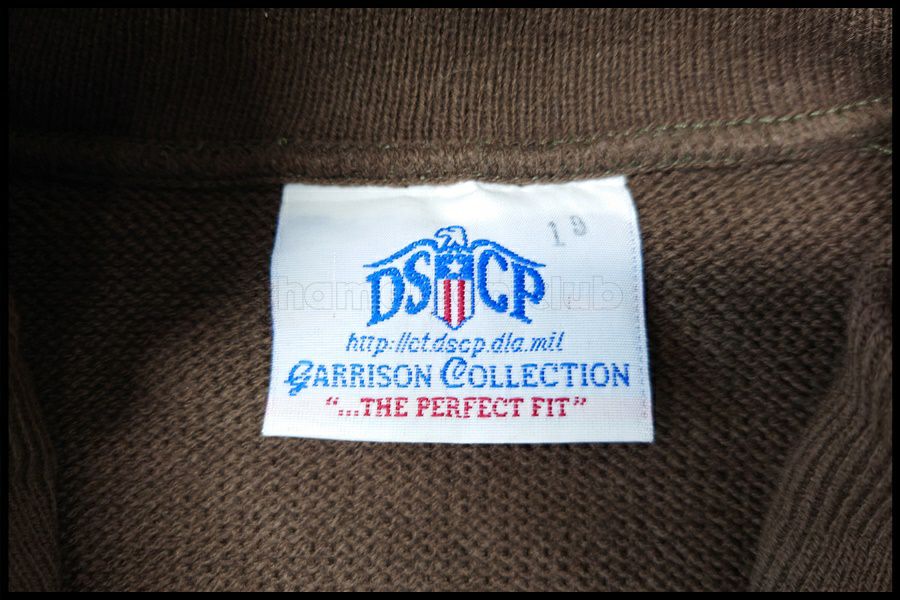 19
DSCP
http://ct.dscp.dla.mil
GARRISON COLLECTION
"...THE PERFECT FIT"